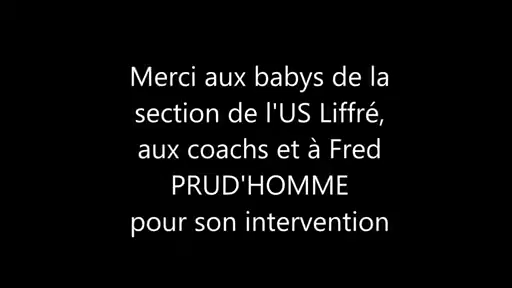 Merci aux babys de la
section de l'US Liffré,
aux coachs et à Fred
PRUD'HOMME
pour son intervention